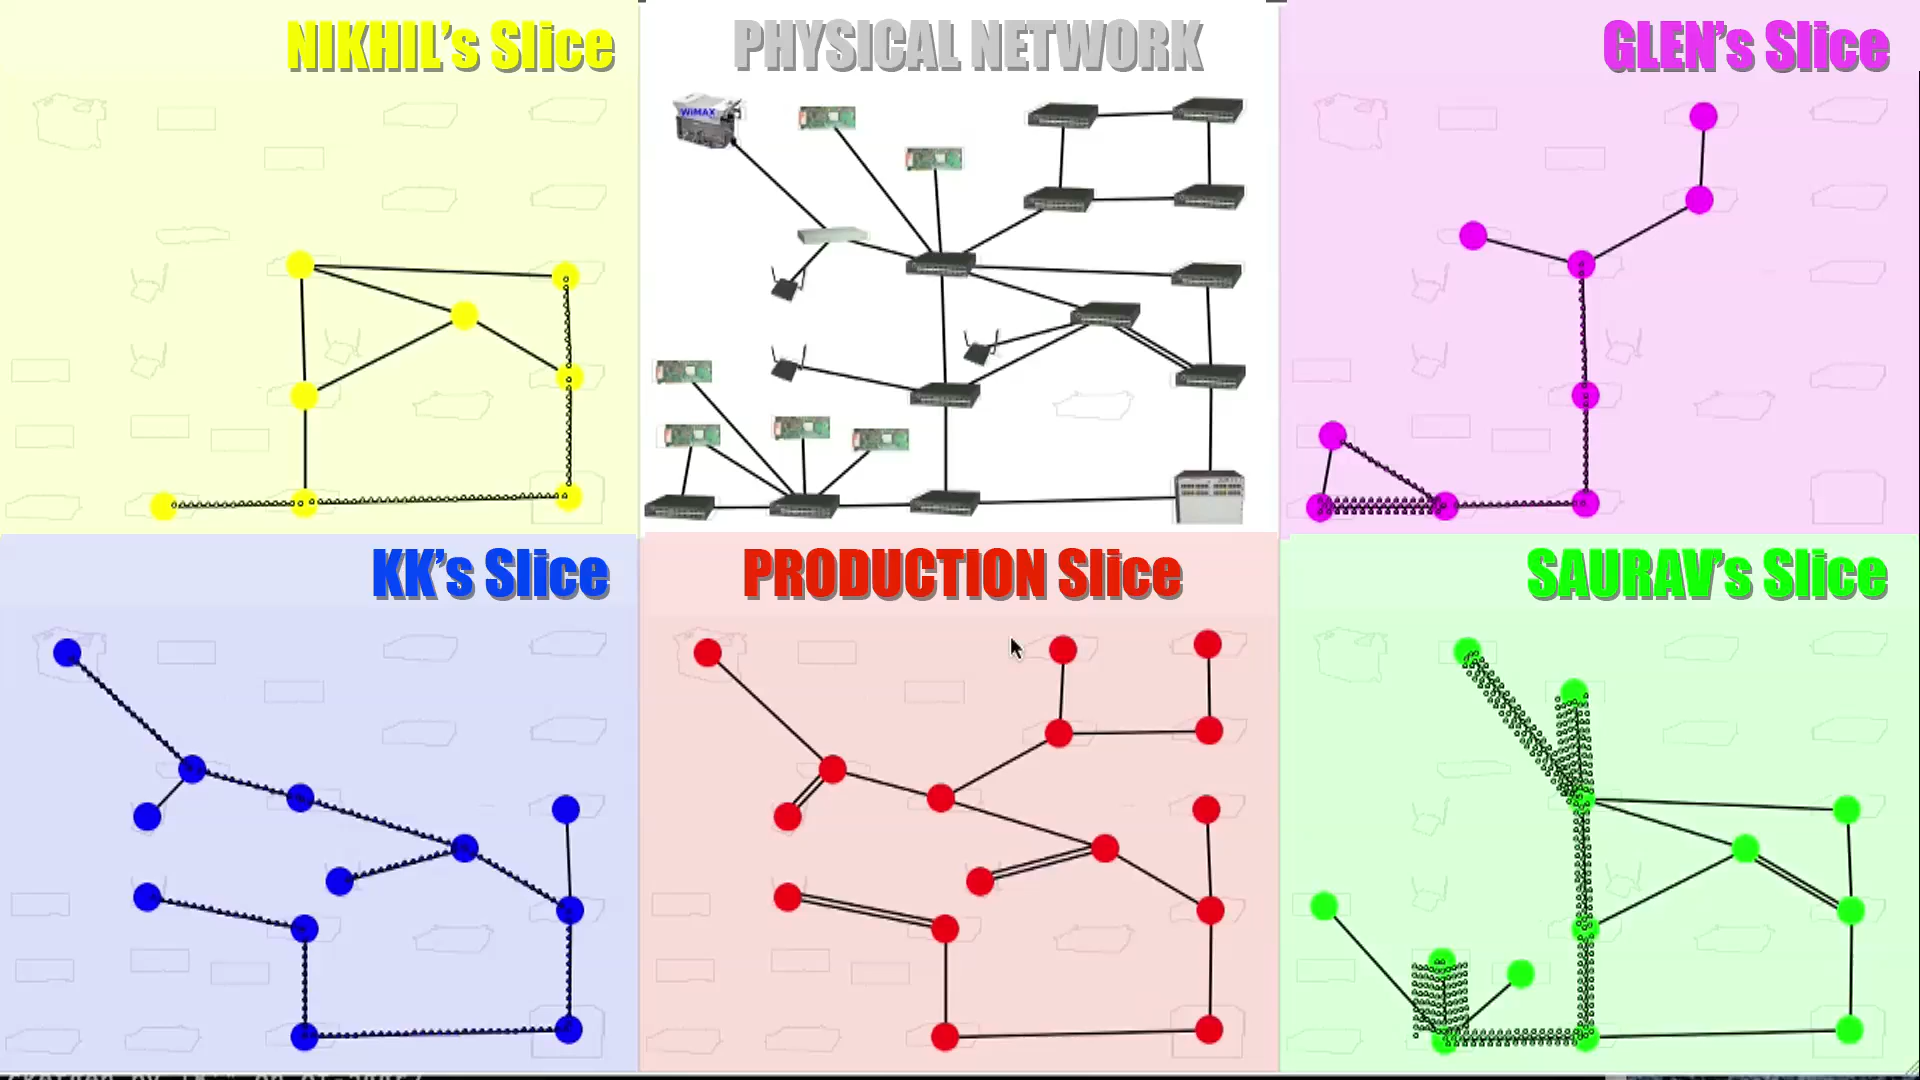 NIKHIL's Slice
PHYSICAL NETWORK
GLEN's Slice
WiMAX
KK's Slice
PRODUCTION Slice
SAURAV's Slice